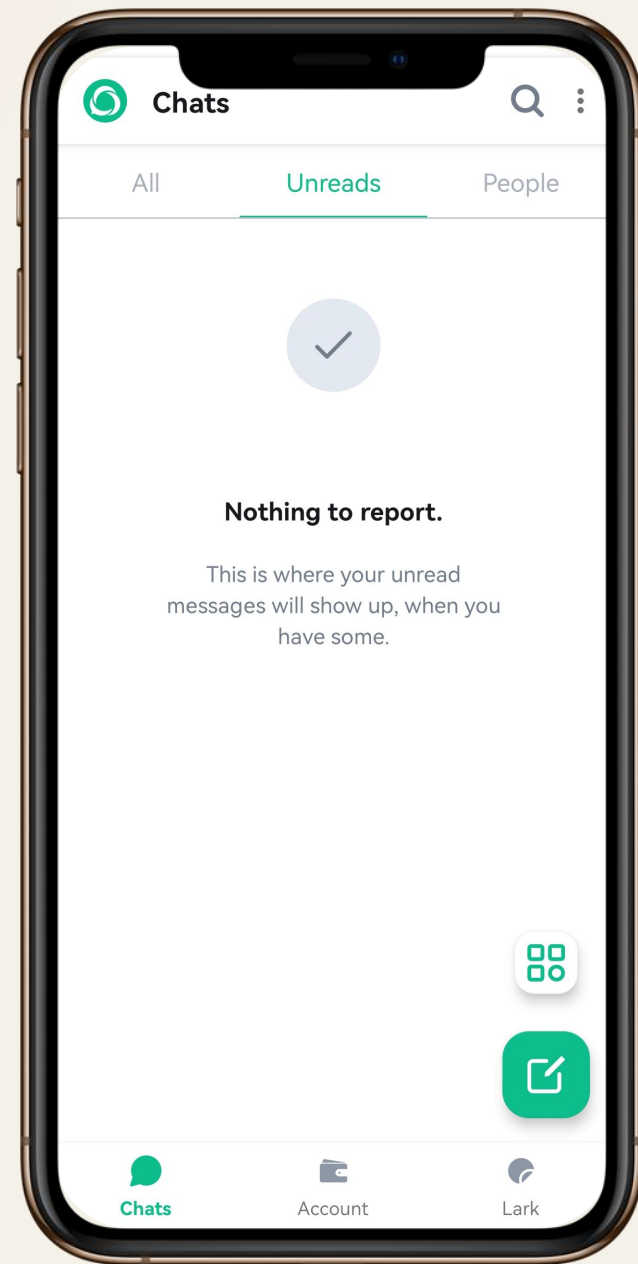 Chats
All Unreads People
Nothing to report.
This is where your unread
messages will show up, when you
have some.
Chats Account Lark